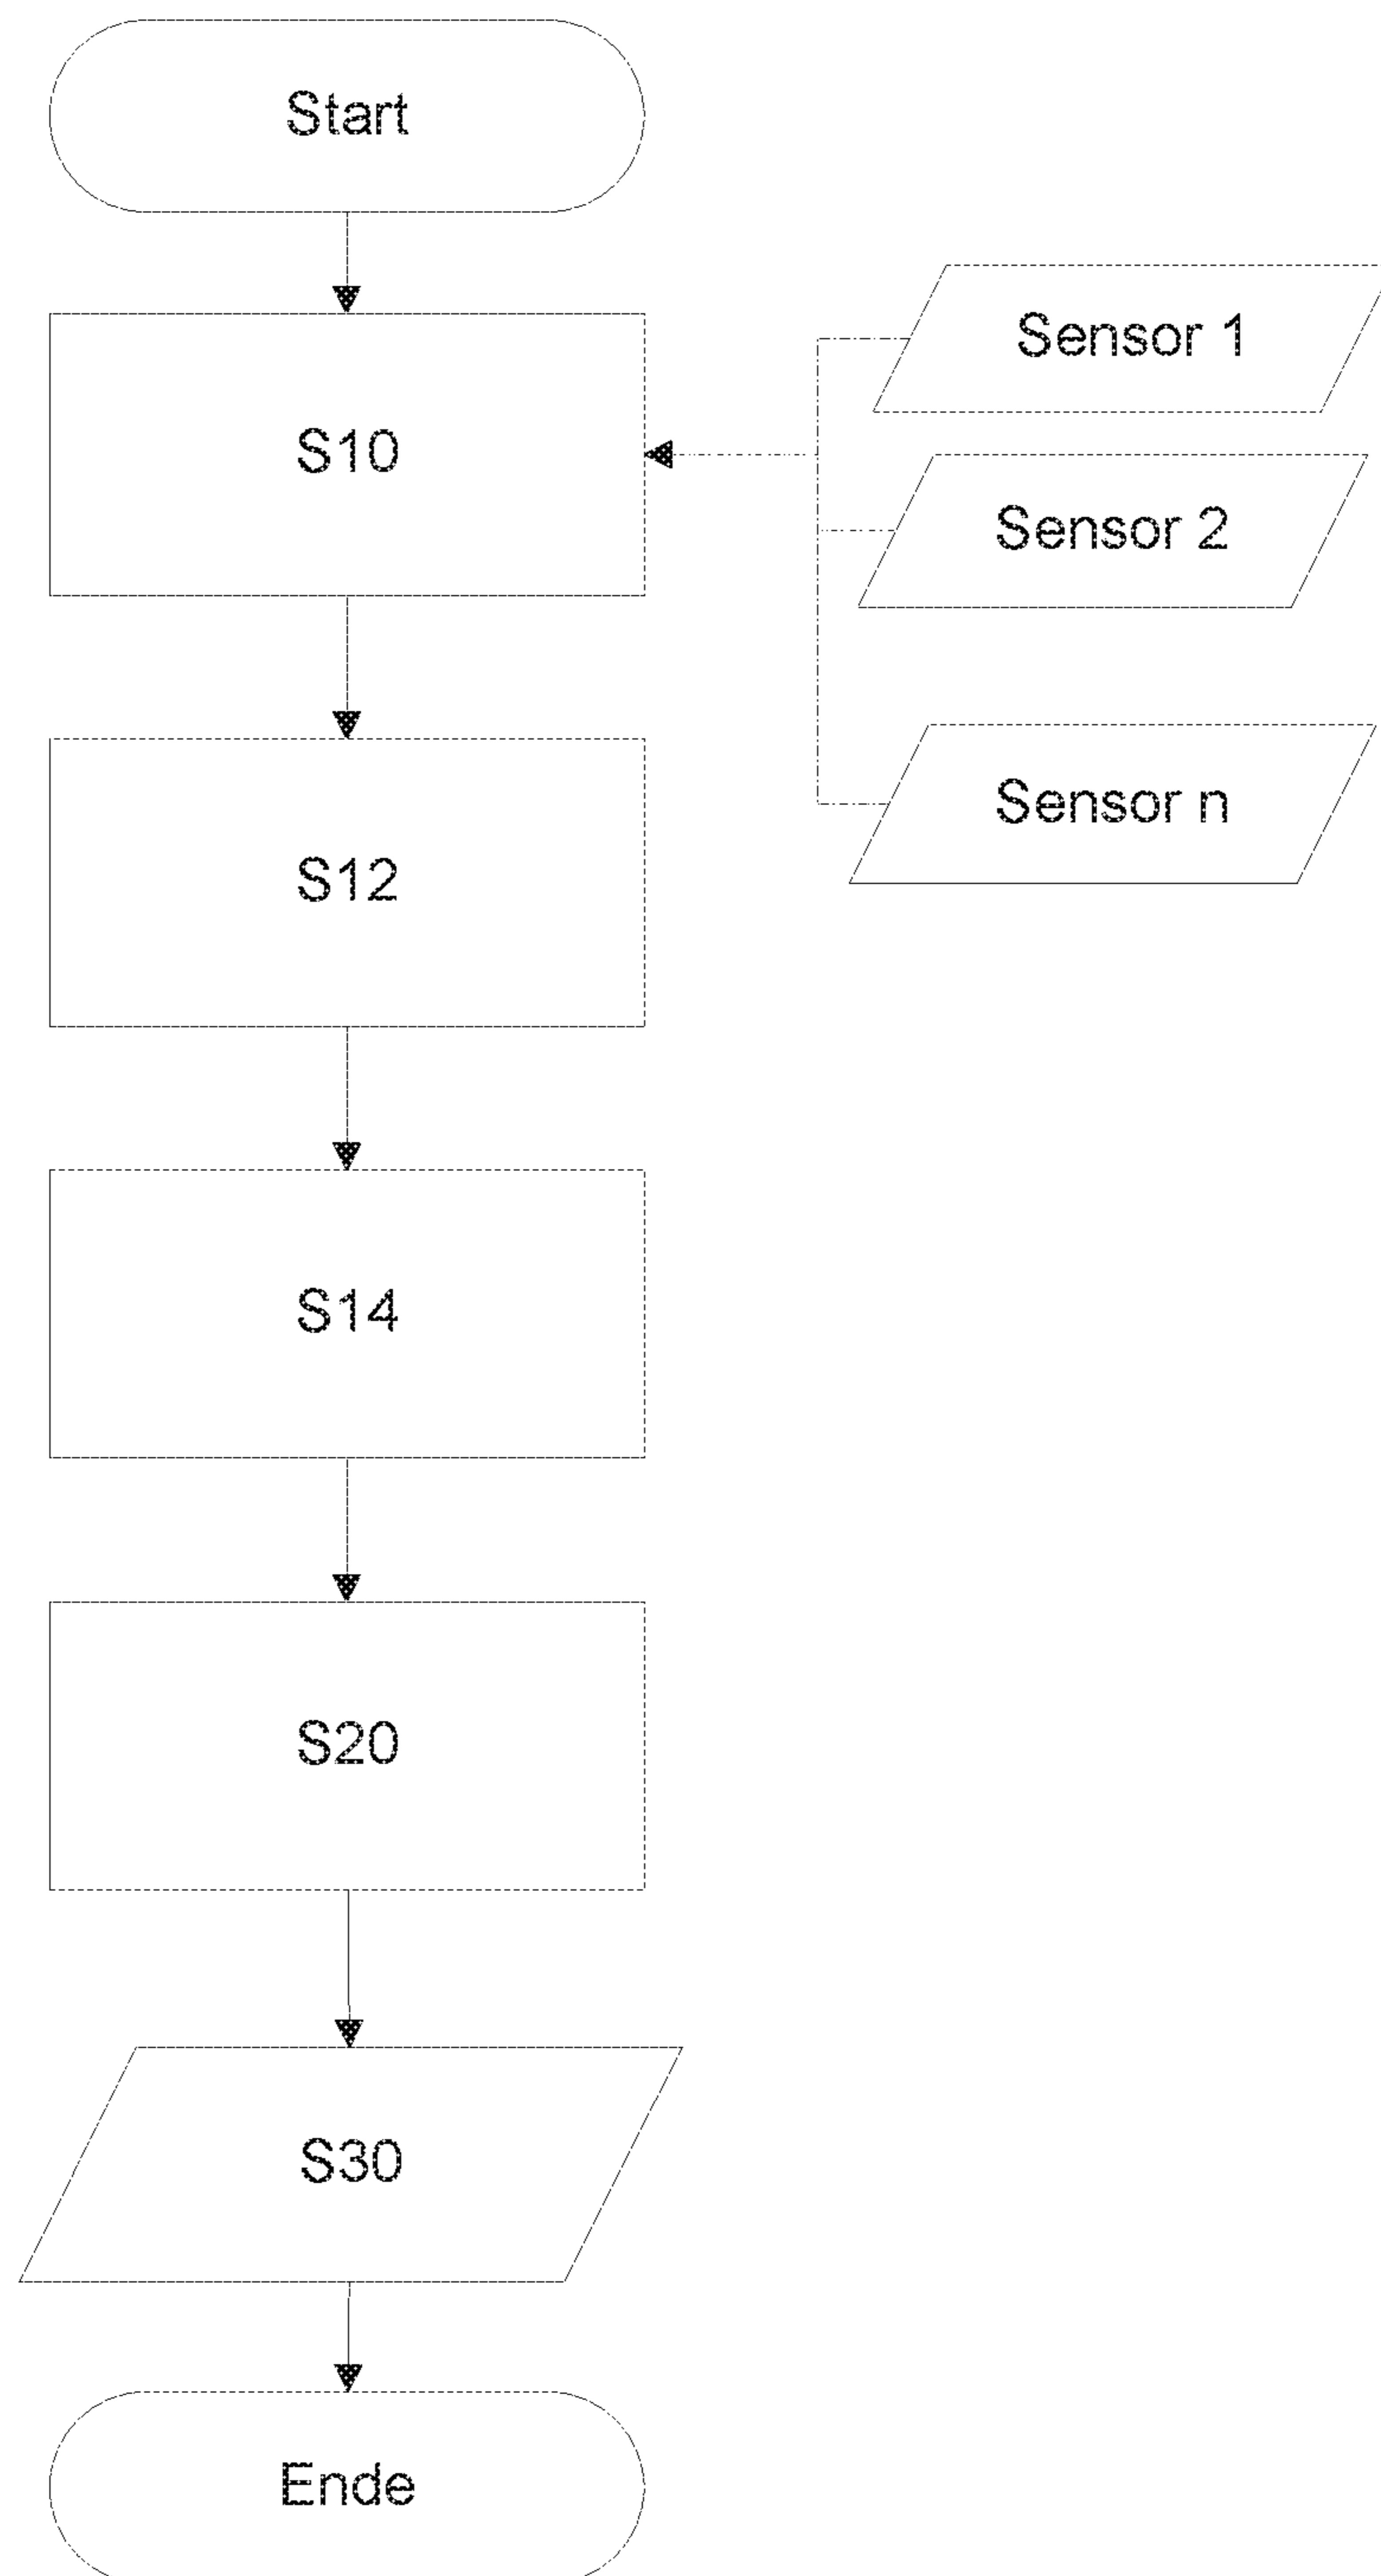 Start
S10
Sensor 1
Sensor 2
Sensor n
S12
S14
S20
S30
Ende